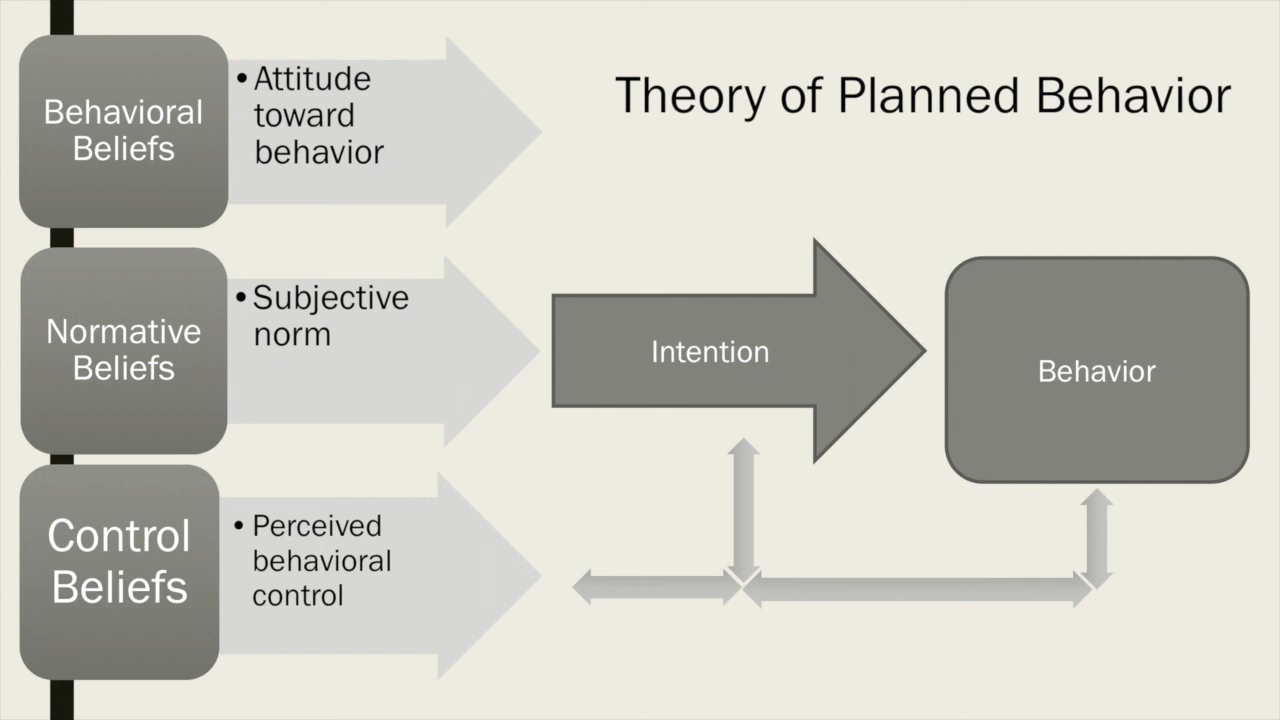 Theory of Planned Behavior
Behavioral
Beliefs
• Attitude
toward
behavior
Normative
Beliefs
• Subjective
norm
Control
Beliefs
• Perceived
behavioral
control
Intention
Behavior